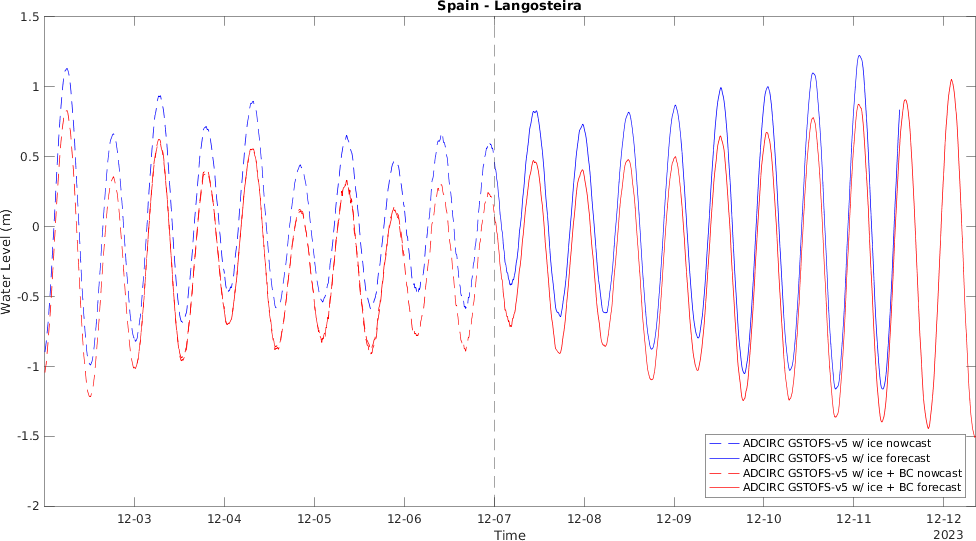 Spain - Langosteira
1.5
1
0.5
0
-0.5
-1
-1.5
-2
Water Level (m)
12-03 12-04 12-05 12-06 12-07 12-08 12-09 12-10 12-11 12-12
2023
Time
ADCIRC GSTOFS-v5 w/ ice nowcast
ADCIRC GSTOFS-v5 w/ ice forecast
ADCIRC GSTOFS-v5 w/ ice + BC nowcast
ADCIRC GSTOFS-v5 w/ ice + BC forecast